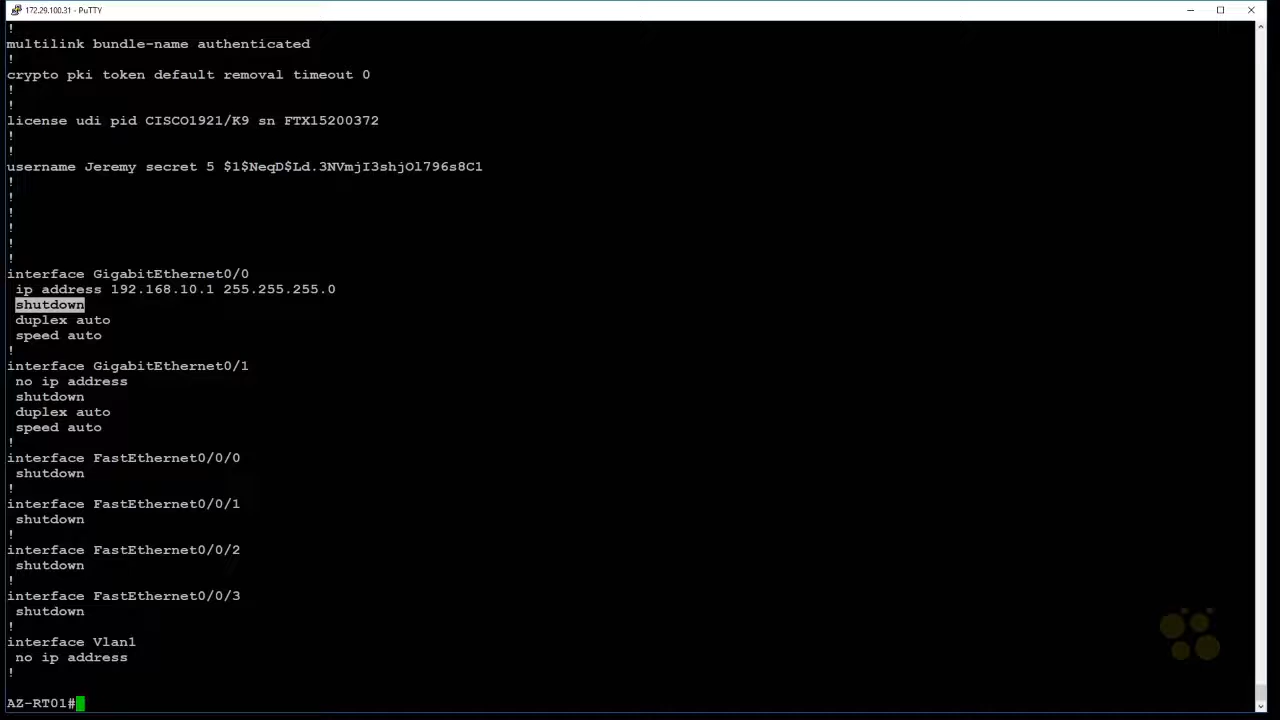 172.29.100.31 - PuTTY
!
multilink bundle-name authenticated
!
crypto pki token default removal timeout 0
!
!
license udi pid CISCO1921/K9 sn FTX15200372
!
!
username Jeremy secret 5 $1$NeqD$Ld.3NVmjI3shjOl796s8C1
!
!
!
!
!
!
interface GigabitEthernet0/0
 ip address 192.168.10.1 255.255.255.0
 shutdown
 duplex auto
 speed auto
!
interface GigabitEthernet0/1
 no ip address
 shutdown
 duplex auto
 speed auto
!
interface FastEthernet0/0/0
 shutdown
!
interface FastEthernet0/0/1
 shutdown
!
interface FastEthernet0/0/2
 shutdown
!
interface FastEthernet0/0/3
 shutdown
!
interface Vlan1
 no ip address
!
AZ-RT01#